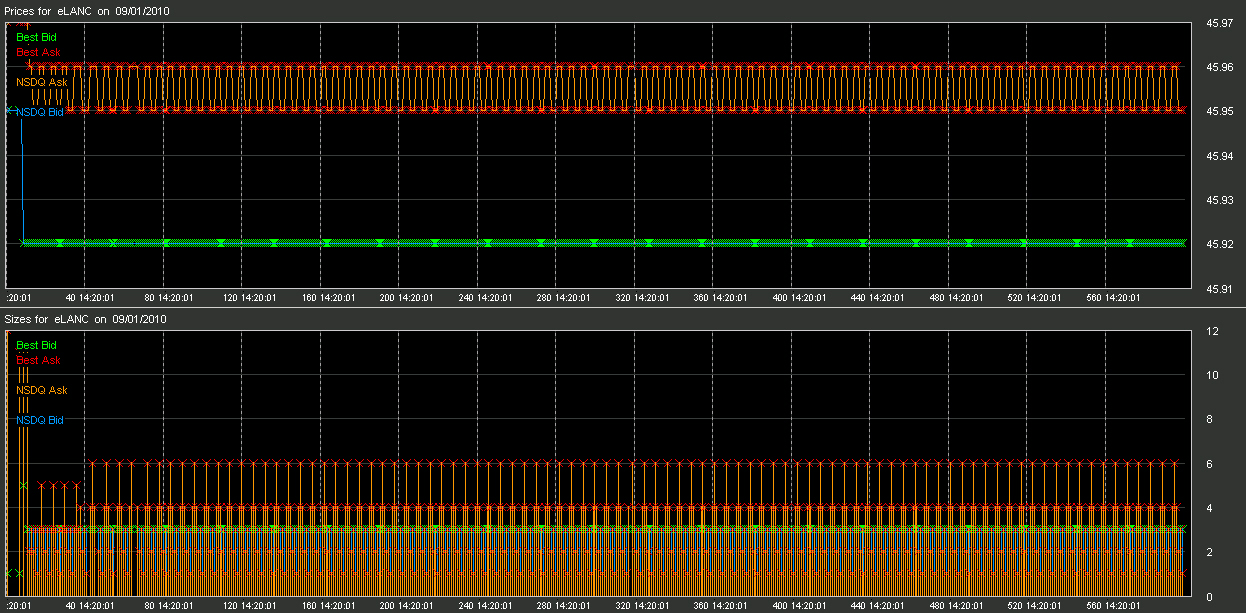 Prices for eLANC on 09/01/2010
45.97
Best Bid
Best Ask
45.96
NSDQ Ask
NSDQ Bid
45.95
45.94
45.93
45.92
45.91
:20:01 40 14:20:01 80 14:20:01 120 14:20:01 160 14:20:01 200 14:20:01 240 14:20:01 280 14:20:01 320 14:20:01 360 14:20:01 400 14:20:01 440 14:20:01 480 14:20:01 520 14:20:01 560 14:20:01
Sizes for eLANC on 09/01/2010
12
Best Bid
Best Ask
10
NSDQ Ask
8
NSDQ Bid
6
4
2
0
:20:01 40 14:20:01 80 14:20:01 120 14:20:01 160 14:20:01 200 14:20:01 240 14:20:01 280 14:20:01 320 14:20:01 360 14:20:01 400 14:20:01 440 14:20:01 480 14:20:01 520 14:20:01 560 14:20:01